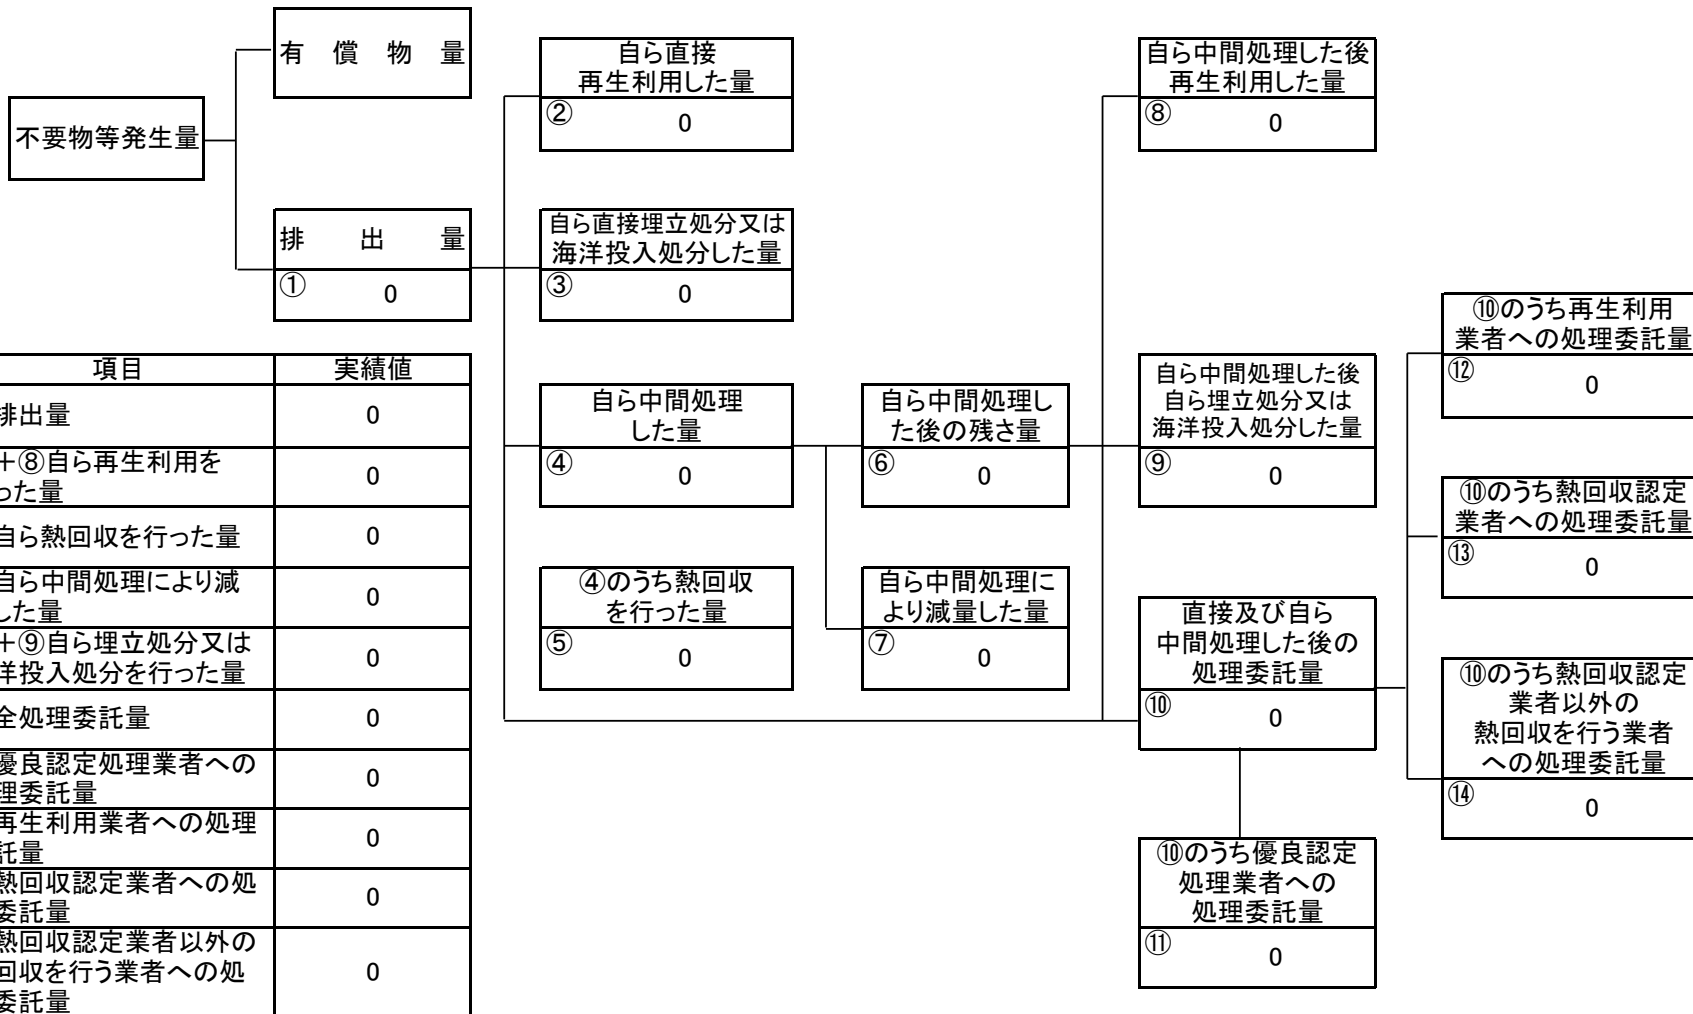 不要物等発生量
有償物量
排出量
①
0
自ら直接
再生利用した量
②
0
自ら直接埋立処分又は
海洋投入処分した量
③
0
自ら中間処理
した量
④
0
④のうち熱回収
を行った量
⑤
0
自ら中間処理し
た後の残さ量
⑥
0
自ら中間処理に
より減量した量
⑦
0
自ら中間処理した後
再生利用した量
⑧
0
自ら中間処理した後
自ら埋立処分又は
海洋投入処分した量
⑨
0
直接及び自ら
中間処理した後の
処理委託量
⑩
0
⑩のうち優良認定
処理業者への
処理委託量
⑪
0
⑩のうち再生利用
業者への処理委託量
⑫
0
⑩のうち熱回収認定
業者への処理委託量
⑬
0
⑩のうち熱回収認定
業者以外の
熱回収を行う業者
への処理委託量
⑭
0
項目
実績値
排出量
0
+⑧自ら再生利用を
った量
0
自ら熱回収を行った量
0
自ら中間処理により減
した量
0
+⑨自ら埋立処分又は
洋投入処分を行った量
0
全処理委託量
0
優良認定処理業者への
理委託量
0
再生利用業者への処理
託量
0
熱回収認定業者への処
委託量
0
熱回収認定業者以外の
回収を行う業者への処
委託量
0